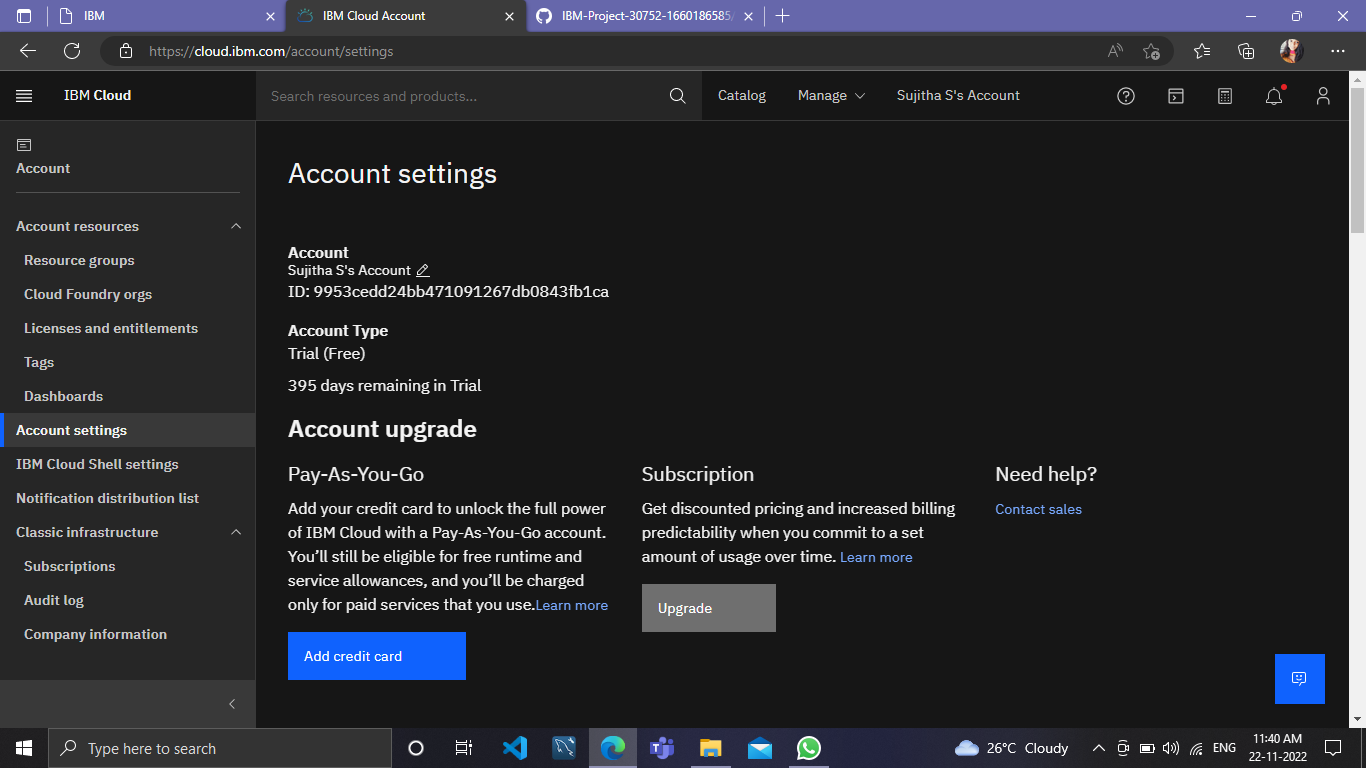 IBM
IBM Cloud Account
IBM-Project-30752-1660186585/
https://cloud.ibm.com/account/settings
IBM Cloud
Search resources and products...
Catalog
Manage
Sujitha S's Account
Account
Account resources
Resource groups
Cloud Foundry orgs
Licenses and entitlements
Tags
Dashboards
Account settings
IBM Cloud Shell settings
Notification distribution list
Classic infrastructure
Subscriptions
Audit log
Company information
Account settings
Account
Sujitha S's Account
ID: 9953cedd24bb471091267db0843fb1ca
Account Type
Trial (Free)
395 days remaining in Trial
Account upgrade
Pay-As-You-Go
Add your credit card to unlock the full power
of IBM Cloud with a Pay-As-You-Go account.
You’ll still be eligible for free runtime and
service allowances, and you’ll be charged
only for paid services that you use.Learn more
Add credit card
Subscription
Get discounted pricing and increased billing
predictability when you commit to a set
amount of usage over time. Learn more
Upgrade
Need help?
Contact sales
Type here to search
26°C Cloudy
ENG
11:40 AM
22-11-2022